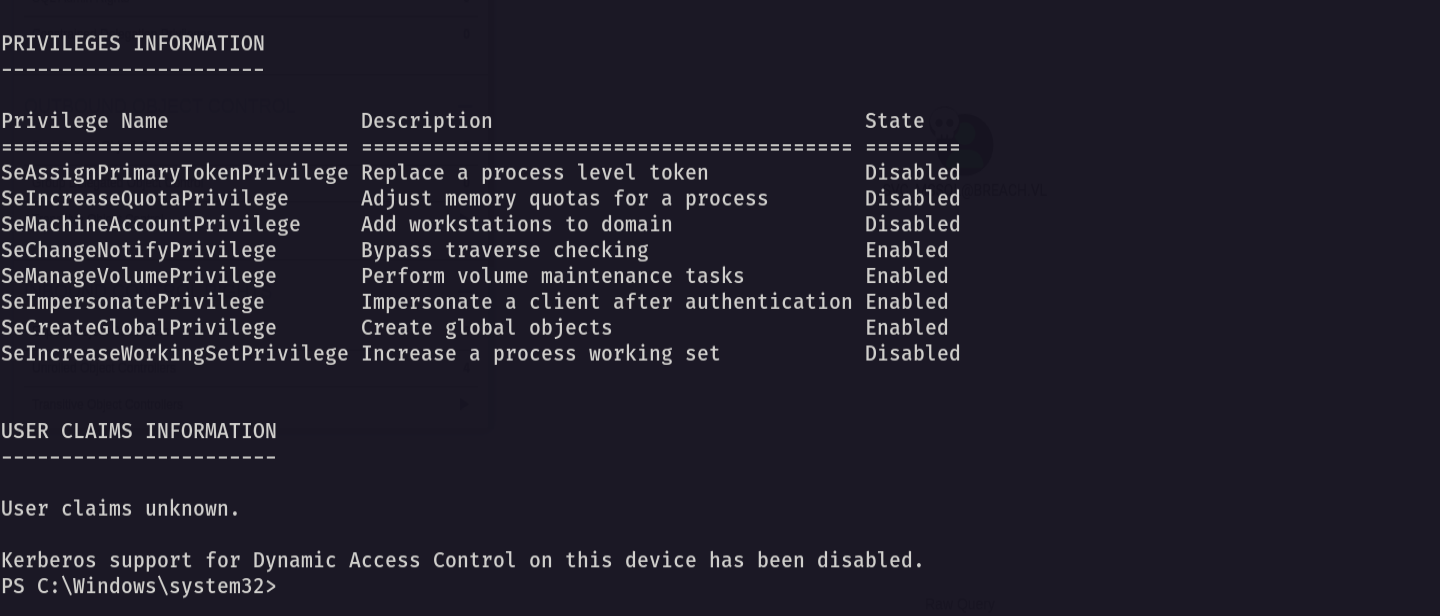 PRIVILEGES INFORMATION
----------------------
Privilege Name                Description                               State
============================= ========================================= ========
SeAssignPrimaryTokenPrivilege Replace a process level token             Disabled
SeIncreaseQuotaPrivilege      Adjust memory quotas for a process        Disabled
SeMachineAccountPrivilege     Add workstations to domain                Disabled
SeChangeNotifyPrivilege       Bypass traverse checking                  Enabled
SeManageVolumePrivilege       Perform volume maintenance tasks          Enabled
SeImpersonatePrivilege        Impersonate a client after authentication Enabled
SeCreateGlobalPrivilege       Create global objects                     Enabled
SeIncreaseWorkingSetPrivilege Increase a process working set            Disabled
USER CLAIMS INFORMATION
-----------------------
User claims unknown.
Kerberos support for Dynamic Access Control on this device has been disabled.
PS C:\Windows\system32>